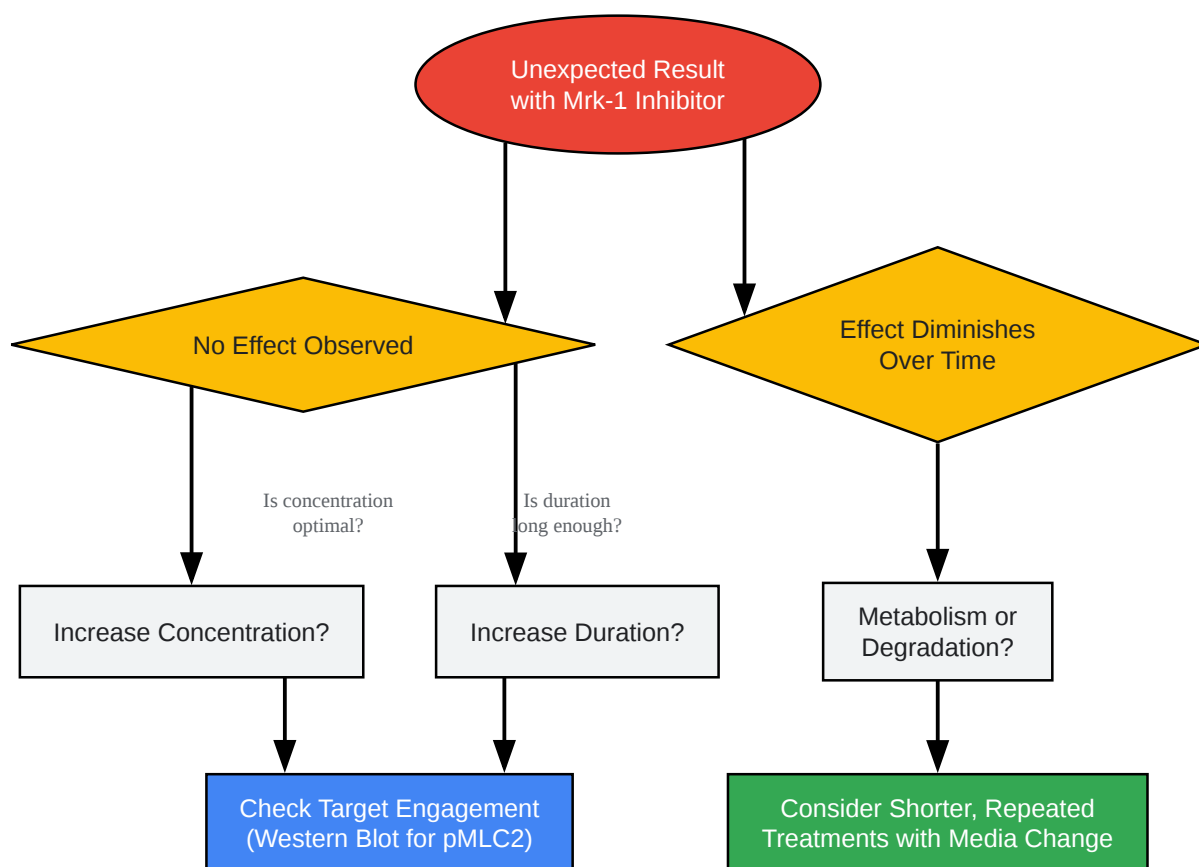 Unexpected Result
with Mrk-1 Inhibitor
No Effect Observed
Effect Diminishes
Over Time
Is concentration
optimal?
Is duration
long enough?
Increase Concentration?
Increase Duration?
Metabolism or
Degradation?
Check Target Engagement
(Western Blot for pMLC2)
Consider Shorter, Repeated
Treatments with Media Change